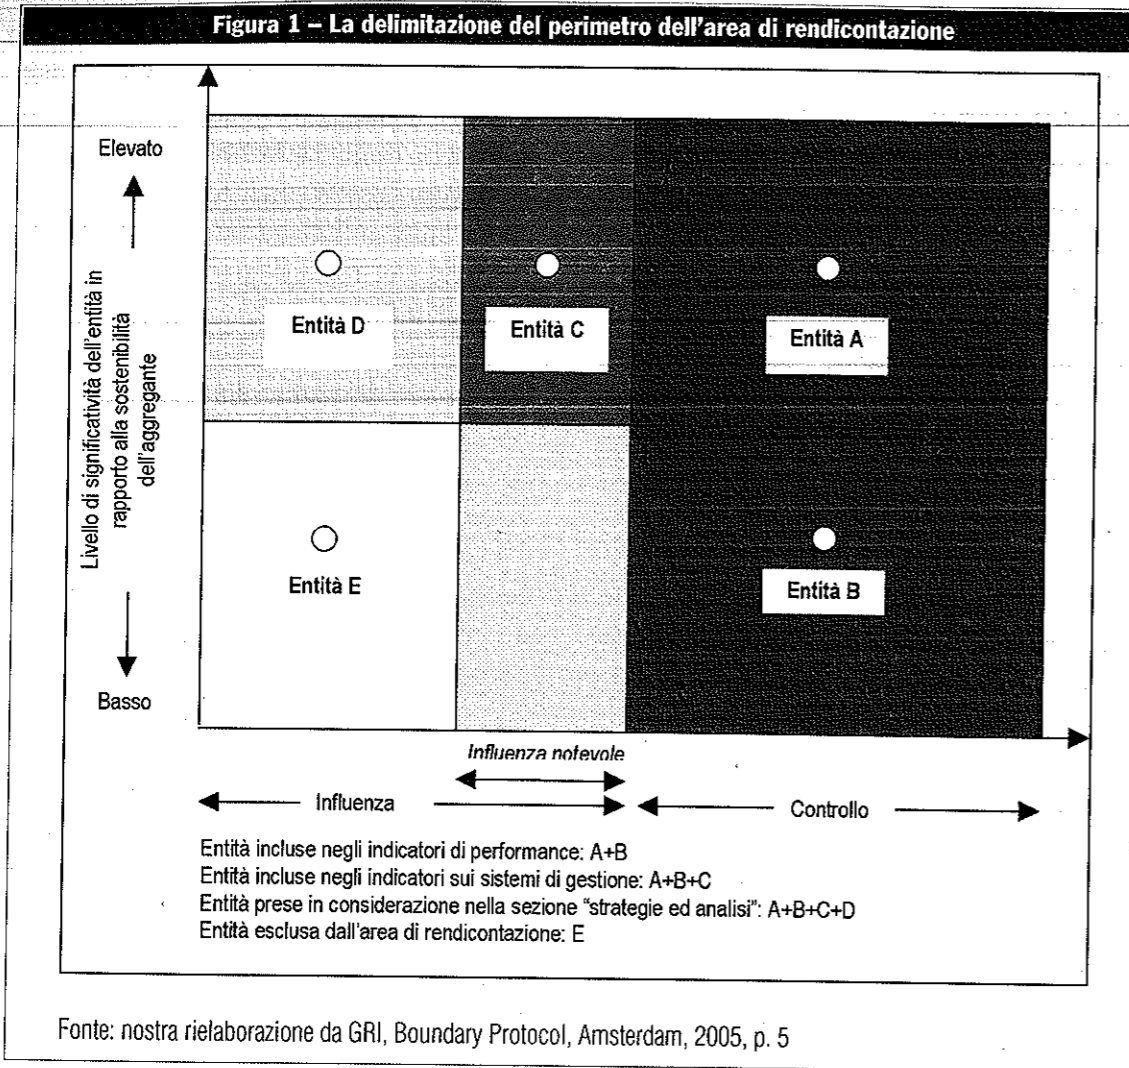 Figura 1 – La delimitazione del perimetro dell'area di rendicontazione
Elevato
Livello di significatività dell'entità in
rapporto alla sostenibilità
dell'aggregante
Basso
Entità D
Entità C
Entità A
Entità E
Entità B
Influenza notevole
Influenza
Controllo
Entità incluse negli indicatori di performance: A+B
Entità incluse negli indicatori sui sistemi di gestione: A+B+C
Entità prese in considerazione nella sezione "strategie ed analisi": A+B+C+D
Entità esclusa dall'area di rendicontazione: E
Fonte: nostra rielaborazione da GRI, Boundary Protocol, Amsterdam, 2005, p. 5